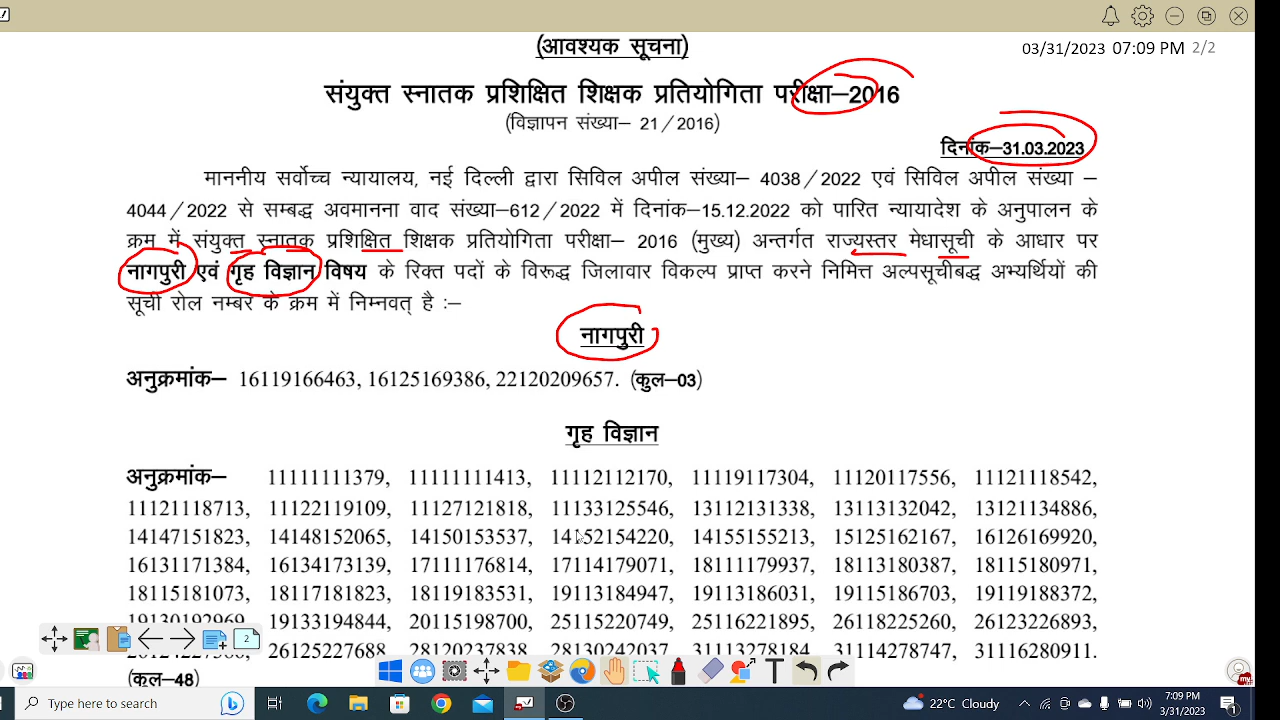 03/31/2023 07:09 PM 2/2
(आवश्यक सूचना)
संयुक्त स्नातक प्रशिक्षित शिक्षक प्रतियोगिता परीक्षा–2016
(विज्ञापन संख्या– 21/2016)
दिनांक–31.03.2023
माननीय सर्वोच्च न्यायालय, नई दिल्ली द्वारा सिविल अपील संख्या– 4038/2022 एवं सिविल अपील संख्या –
4044/2022 से सम्बद्ध अवमानना वाद संख्या–612/2022 में दिनांक–15.12.2022 को पारित न्यायादेश के अनुपालन के
क्रम में संयुक्त स्नातक प्रशिक्षित शिक्षक प्रतियोगिता परीक्षा– 2016 (मुख्य) अन्तर्गत राज्यस्तर मेधासूची के आधार पर
नागपुरी एवं गृह विज्ञान विषय के रिक्त पदों के विरूद्ध जिलावार विकल्प प्राप्त करने निमित्त अल्पसूचीबद्ध अभ्यर्थियों की
सूची रोल नम्बर के क्रम में निम्नवत् है :–
नागपुरी
अनुक्रमांक– 16119166463, 16125169386, 22120209657. (कुल–03)
गृह विज्ञान
अनुक्रमांक– 11111111379, 11111111413, 11112112170, 11119117304, 11120117556, 11121118542,
11121118713, 11122119109, 11127121818, 11133125546, 13112131338, 13113132042, 13121134886,
14147151823, 14148152065, 14150153537, 14152154220, 14155155213, 15125162167, 16126169920,
16131171384, 16134173139, 17111176814, 17114179071, 18111179937, 18113180387, 18115180971,
18115181073, 18117181823, 18119183531, 19113184947, 19113186031, 19115186703, 19119188372,
19130192969, 19133194844, 20115198700, 25115220749, 25116221895, 26118225260, 26123226893,
26125227688, 28120237838, 28130242037, 31113278184, 31114278747, 31116280911.
(कुल–48)
2
T
Type here to search
22°C Cloudy
7:09 PM
3/31/2023